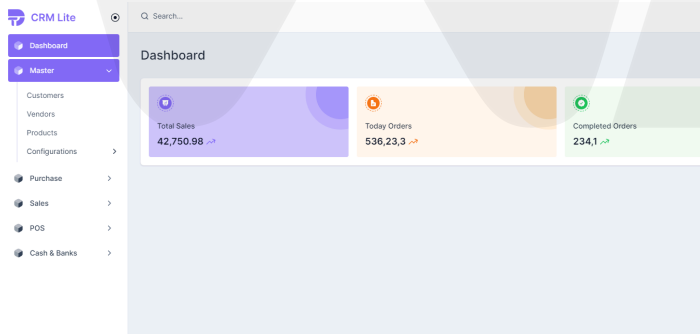 CRM Lite
Search...
Dashboard
Master
Customers
Vendors
Products
Configurations
Purchase
Sales
POS
Cash & Banks
Dashboard
Total Sales
42,750.98
Today Orders
536,23,3
Completed Orders
234,1